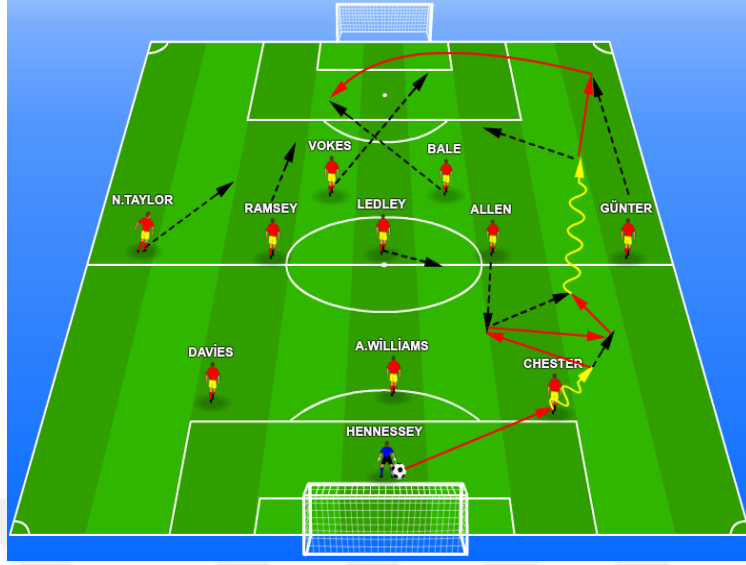 VOKES
BALE
N.TAYLOR
RAMSEY
LEDLEY
ALLEN
GÜNTER
DAVİES
A.WİLLİAMS
CHESTER
HENNESSEY